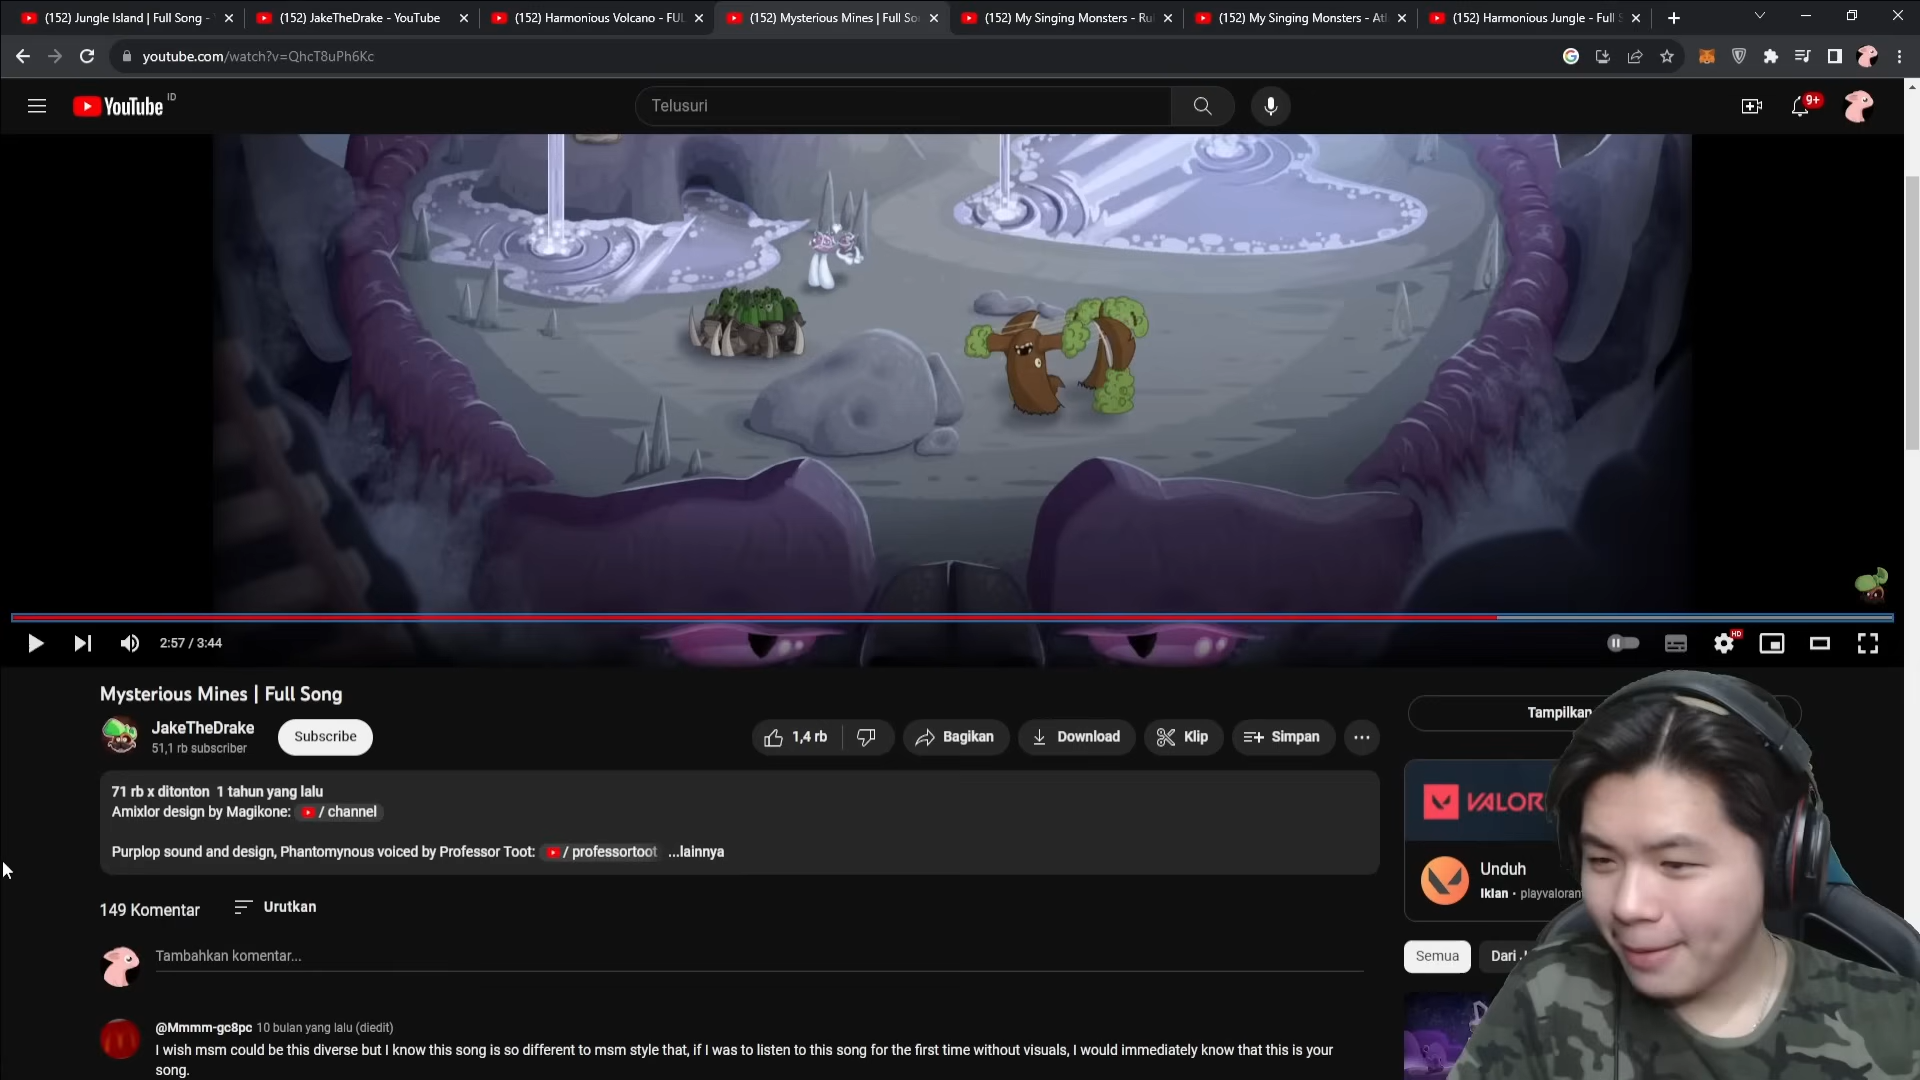 (152) Jungle Island | Full Song -
(152) JakeTheDrake - YouTube
(152) Harmonious Volcano - FUL
(152) Mysterious Mines | Full So
(152) My Singing Monsters - Ru
(152) My Singing Monsters - Atl
(152) Harmonious Jungle - Full S
youtube.com/watch?v=QhcT8uPh6Kc
YouTube ID
Telusuri
9+
2:57 / 3:44
HD
Mysterious Mines | Full Song
JakeTheDrake
51,1 rb subscriber
Subscribe
1,4 rb
Bagikan
Download
Klip
Simpan
71 rb x ditonton 1 tahun yang lalu
Amixlor design by Magikone: / channel
Purplop sound and design, Phantomynous voiced by Professor Toot: / professortoot ...lainnya
149 Komentar
Urutkan
Tambahkan komentar...
@Mmmm-gc8pc 10 bulan yang lalu (diedit)
I wish msm could be this diverse but I know this song is so different to msm style that, if I was to listen to this song for the first time without visuals, I would immediately know that this is your
song.
Tampilkan
VALOR
Unduh
Iklan · playvaloran
Semua
Dari